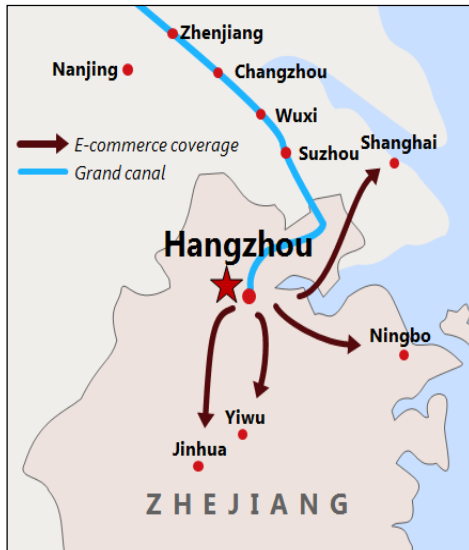 Zhenjiang
Nanjing
Changzhou
Wuxi
Shanghai
E-commerce coverage
Suzhou
Grand canal
Hangzhou
Ningbo
Yiwu
Jinhua
ZHEJIANG